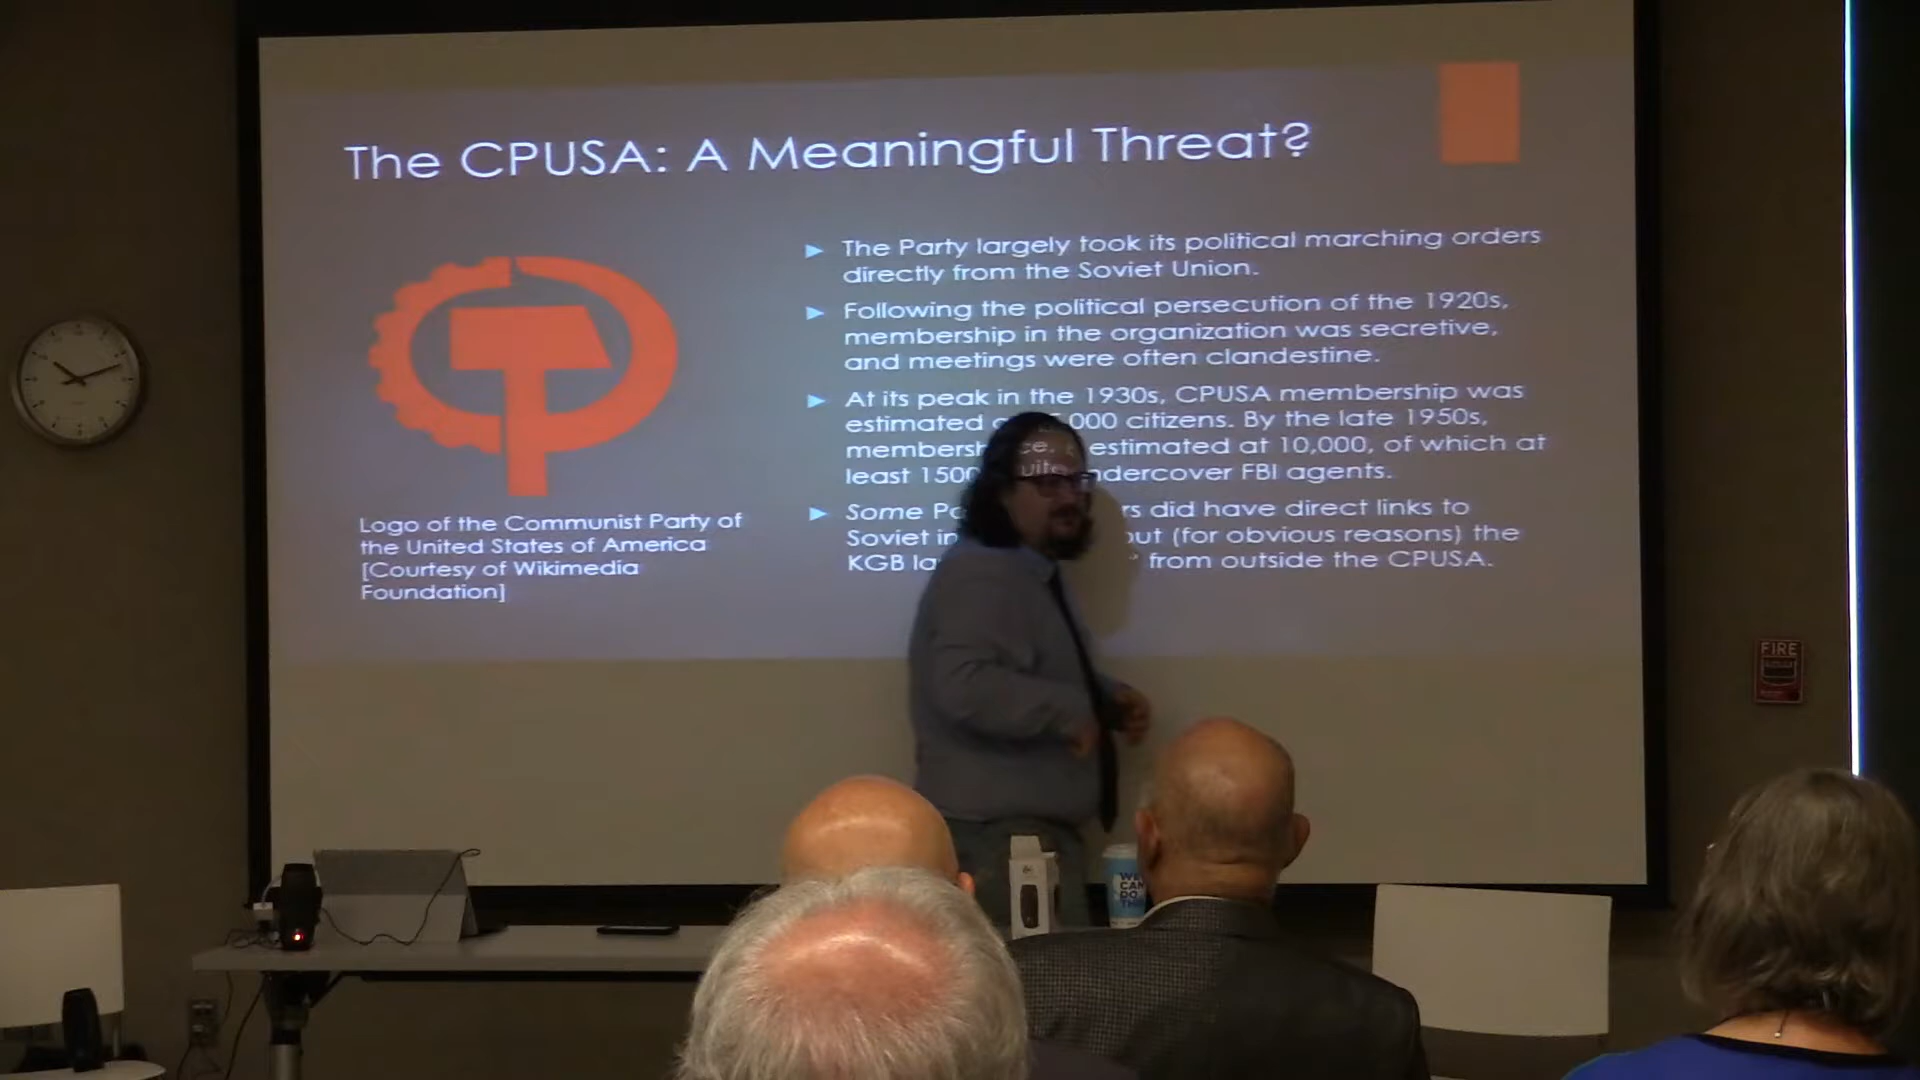 The CPUSA: A Meaningful Threat?
► The Party largely took its political marching orders
directly from the Soviet Union.
► Following the political persecution of the 1920s,
membership in the organization was secretive,
and meetings were often clandestine.
► At its peak in the 1930s, CPUSA membership was
estimated 000 citizens. By the late 1950s,
estimated at 10,000, of which at
least undercover FBI agents.
► Some did have direct links to
Soviet (for obvious reasons) the
KGB from outside the CPUSA.
Logo of the Communist Party of
the United States of America
[Courtesy of Wikimedia
Foundation]
FIRE
WE
CAN
DO